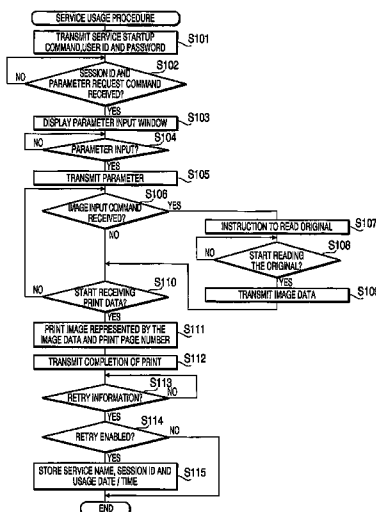 SERVICE USAGE PROCEDURE
TRANSMIT SERVICE STARTUP
COMMAND,USER ID AND PASSWORD
S101
S102
NO
SESSION ID AND
PARAMETER REQUEST COMMAND
RECEIVED?
YES
DISPLAY PARAMETER INPUT WINDOW
S103
S104
NO
PARAMETER INPUT?
YES
TRANSMIT PARAMETER
S105
S106
IMAGE INPUT COMMAND
RECEIVED?
YES
NO
INSTRUCTION TO READ ORIGINAL
S107
S108
NO
START READING
THE ORIGINAL?
YES
TRANSMIT IMAGE DATA
S109
S110
NO
START RECEIVING
PRINT DATA?
YES
PRINT IMAGE REPRESENTED BY THE
IMAGE DATA AND PRINT PAGE NUMBER
S111
TRANSMIT COMPLETION OF PRINT
S112
S113
RETRY INFORMATION?
NO
YES
S114
RETRY ENABLED?
NO
YES
STORE SERVICE NAME, SESSION ID AND
USAGE DATE / TIME
S115
END